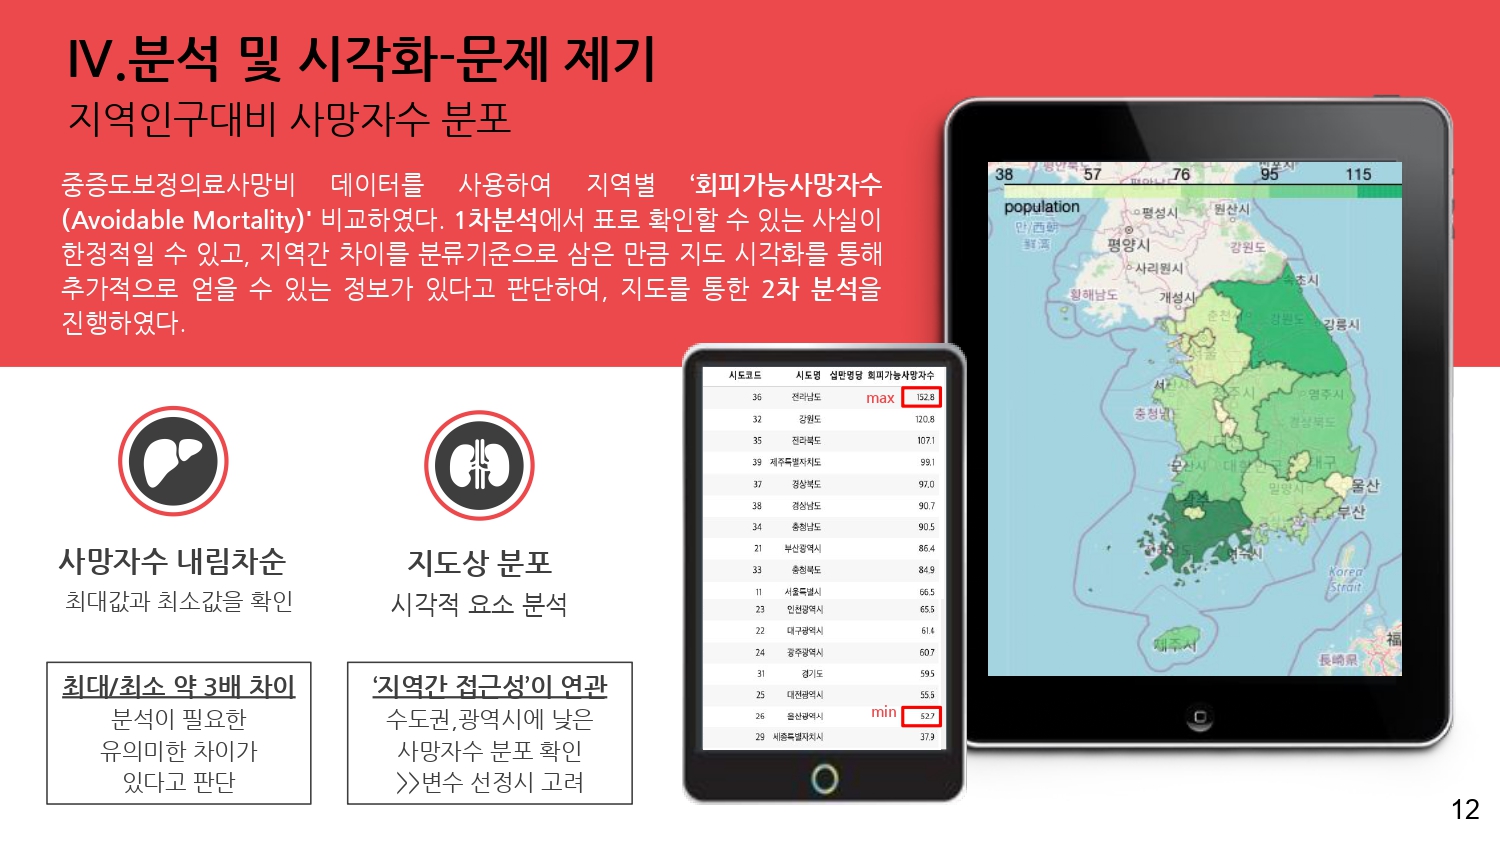 Ⅳ.분석 및 시각화-문제 제기
지역인구대비 사망자수 분포
중증도보정의료사망비 데이터를 사용하여 지역별 ‘회피가능사망자수
(Avoidable Mortality)' 비교하였다. 1차분석에서 표로 확인할 수 있는 사실이
한정적일 수 있고, 지역간 차이를 분류기준으로 삼은 만큼 지도 시각화를 통해
추가적으로 얻을 수 있는 정보가 있다고 판단하여, 지도를 통한 2차 분석을
진행하였다.
사망자수 내림차순
최대값과 최소값을 확인
최대/최소 약 3배 차이
분석이 필요한
유의미한 차이가
있다고 판단
지도상 분포
시각적 요소 분석
‘지역간 접근성’이 연관
수도권,광역시에 낮은
사망자수 분포 확인
>>변수 선정시 고려
시도코드 시도명 십만명당 회피가능사망자수
36 전라남도 max 152.8
32 강원도 120.8
35 전라북도 107.1
39 제주특별자치도 99.1
37 경상북도 97.0
38 경상남도 90.7
34 충청남도 90.5
21 부산광역시 86.4
33 충청북도 84.9
11 서울특별시 66.5
23 인천광역시 65.6
22 대구광역시 61.4
24 광주광역시 60.7
31 경기도 59.5
25 대전광역시 55.6
26 울산광역시 min 52.7
29 세종특별자치시 37.9
38 57 76 95 115
population
평성시
원산시
평양시
강원도
사리원시
황해남도
개성시
속초시
춘천시
강원도
강릉시
서울
충청남
영주시
경상북도
군산시
대구
밀양시
울산
부산
여수시
Korea
Strait
제주시
福
長崎県
12